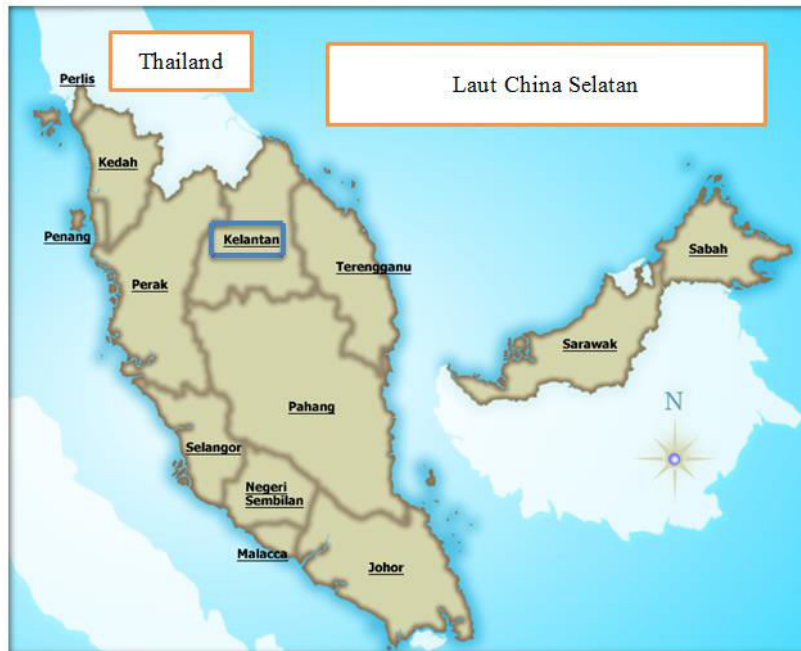 Thailand
Laut China Selatan
Perlis
Kedah
Penang
Kelantan
Terengganu
Perak
Sabah
Sarawak
Pahang
N
Selangor
Negeri
Sembilan
Malacca
Johor